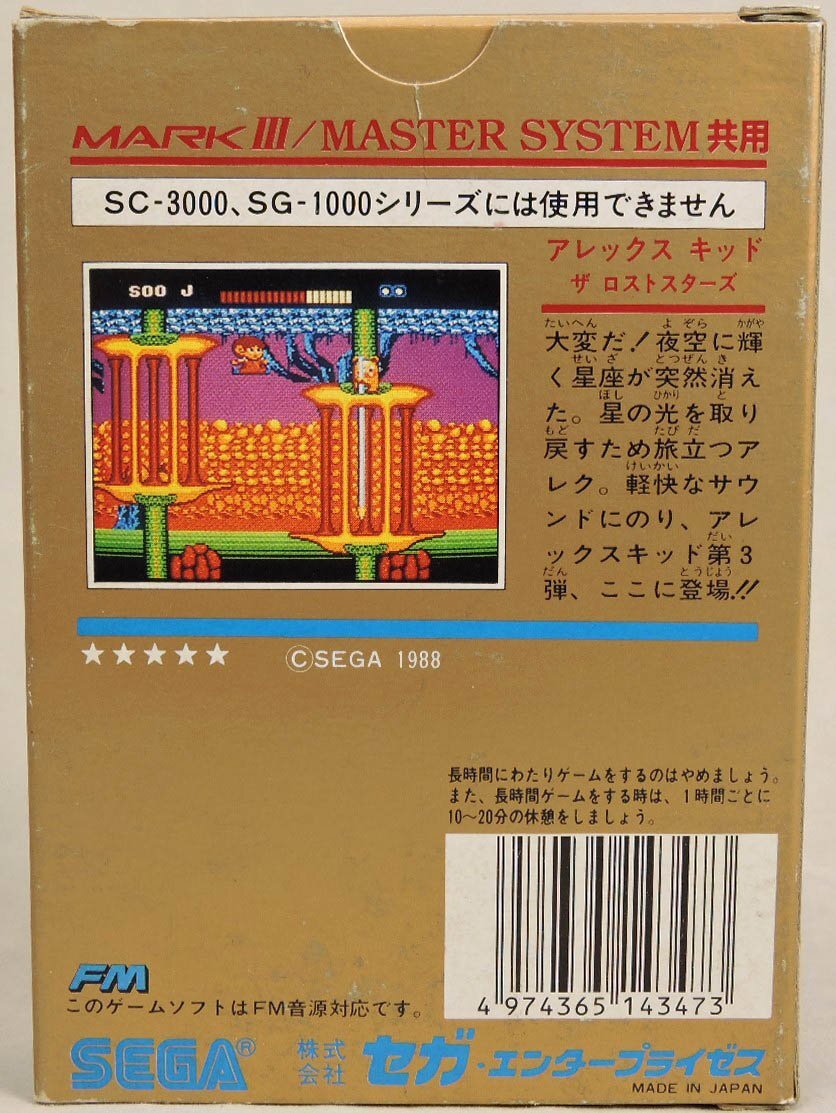 MARK III/MASTER SYSTEM共用
SC-3000、SG-1000シリーズには使用できません
アレックス キッド
ザ ロストスターズ
SOO J
大変だ!夜空に輝
く星座が突然消え
た。星の光を取り
戻すため旅立つア
レク。軽快なサウ
ンドにのり、アレ
ックスキッド第3
弾、ここに登場!!
★★★★★ ©SEGA 1988
長時間にわたりゲームをするのはやめましょう。
また、長時間ゲームをする時は、1時間ごとに
10〜20分の休憩をしましょう。
4 974365 143473
FM
このゲームソフトはFM音源対応です。
SEGA® 株式会社 セガ・エンタープライゼス
MADE IN JAPAN